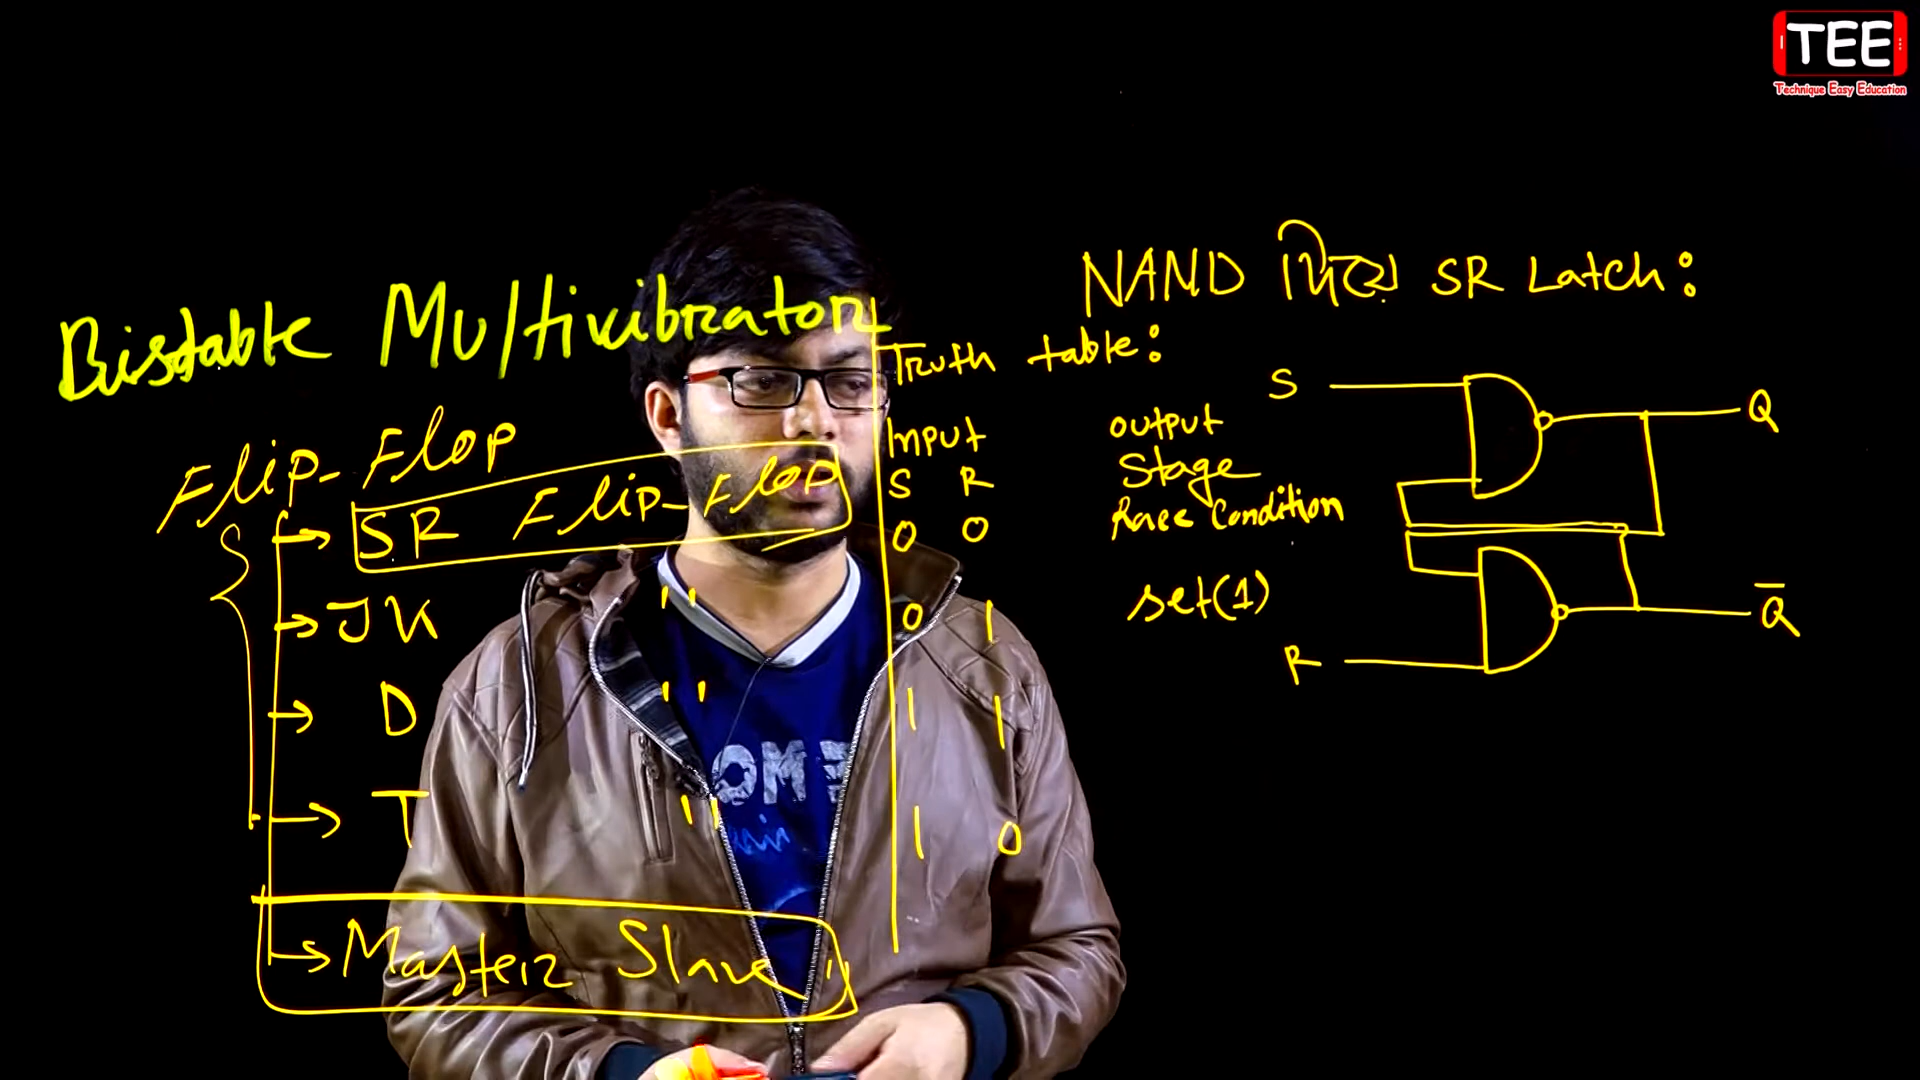 TEE
Technique Easy Education
Bistable Multivibrator
Flip-Flop
SR Flip-Flop
JK "
D "
T "
Master Slave
NAND দিয়ে SR Latch:
Truth table:
Input output
S R Stage
0 0 Race Condition
0 1 set(1)
1 1
1 0
S Q
R Q̅